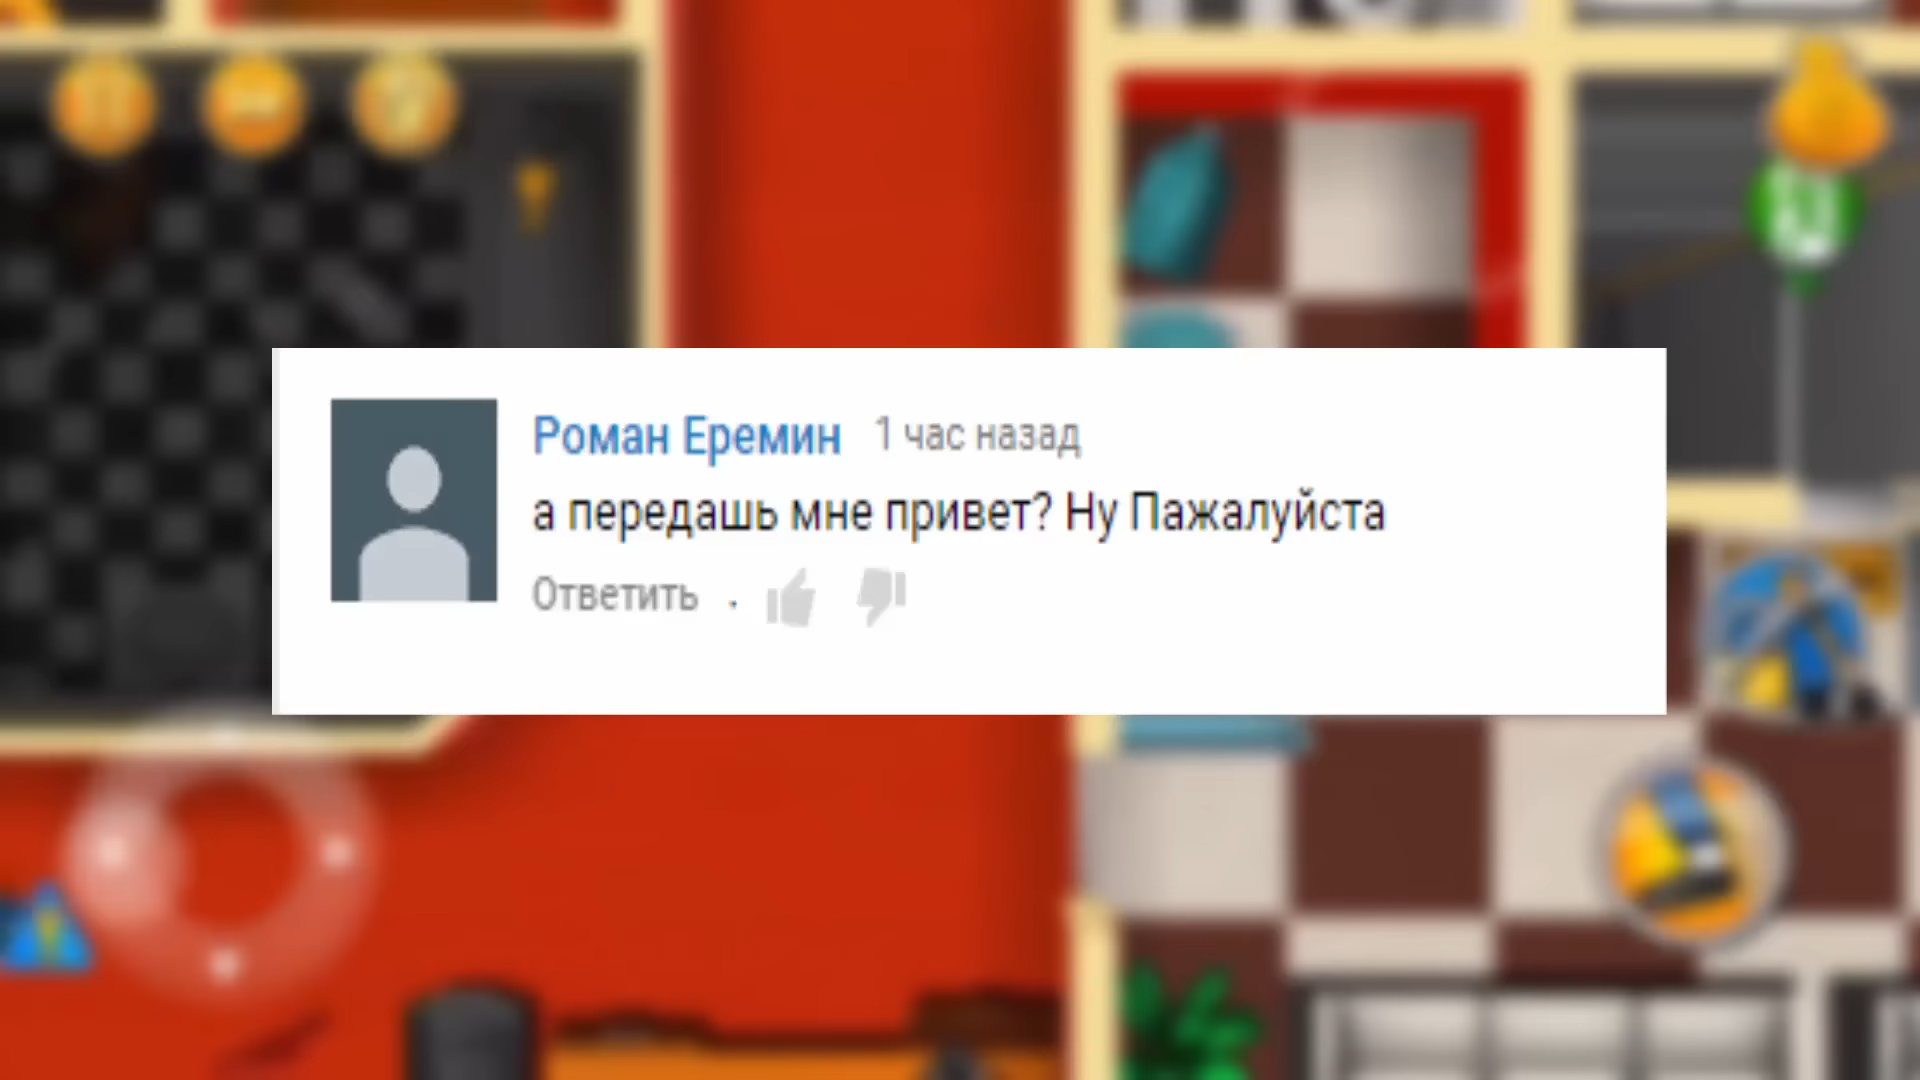 Роман Еремин 1 час назад
а передашь мне привет? Ну Пажалуйста
Ответить